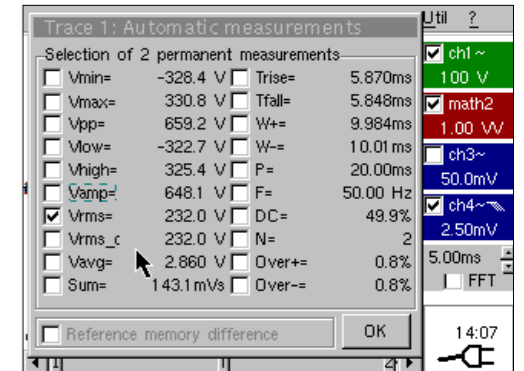 Trace 1: Automatic measurements
Util ?
Selection of 2 permanent measurements
Vmin= -328.4 V Trise= 5.870ms
Vmax= 330.8 V Tfall= 5.848ms
Vpp= 659.2 V W+= 9.984ms
Vlow= -322.7 V W-= 10.01ms
Vhigh= 325.4 V P= 20.00ms
Vamp= 648.1 V F= 50.00 Hz
Vrms= 232.0 V DC= 49.9%
Vrms_c 232.0 V N= 2
Vavg= 2.860 V Over+= 0.8%
Sum= 143.1mVs Over-= 0.8%
Reference memory difference
OK
ch1~
100 V
math2
1.00 VV
ch3~
50.0mV
ch4~
2.50mV
5.00ms
FFT
14:07